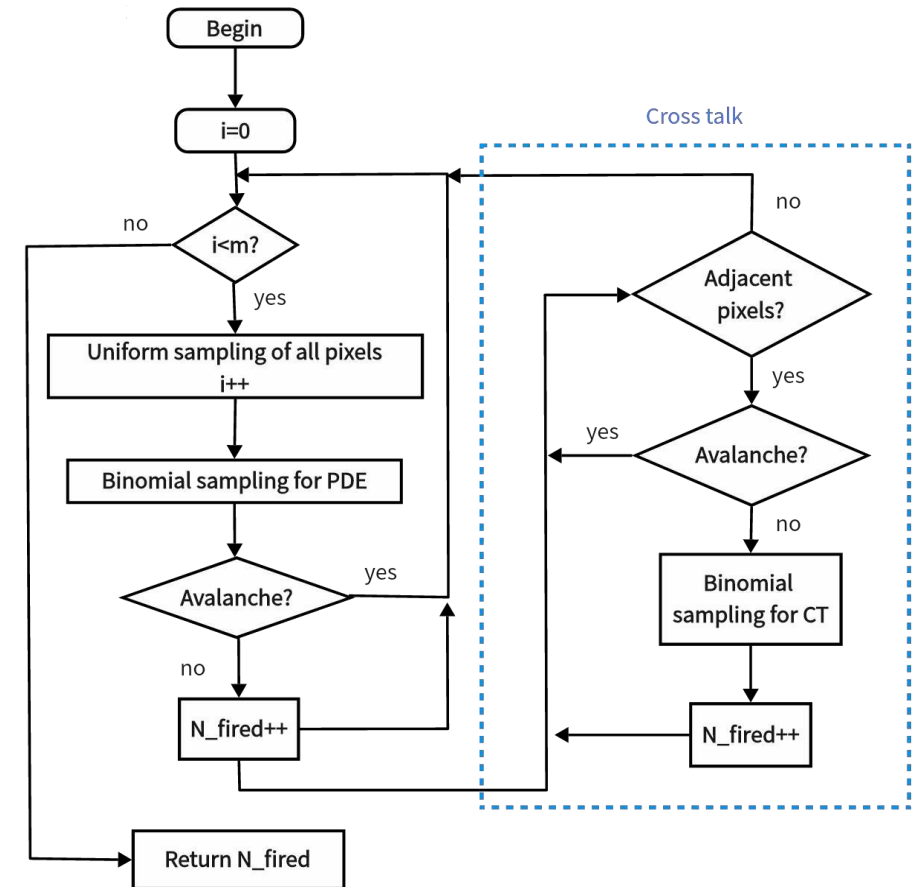 Begin
i=0
no
i<m?
yes
Uniform sampling of all pixels
i++
Binomial sampling for PDE
Avalanche?
yes
no
N_fired++
Return N_fired
Cross talk
no
Adjacent
pixels?
yes
yes
Avalanche?
no
Binomial
sampling for CT
N_fired++